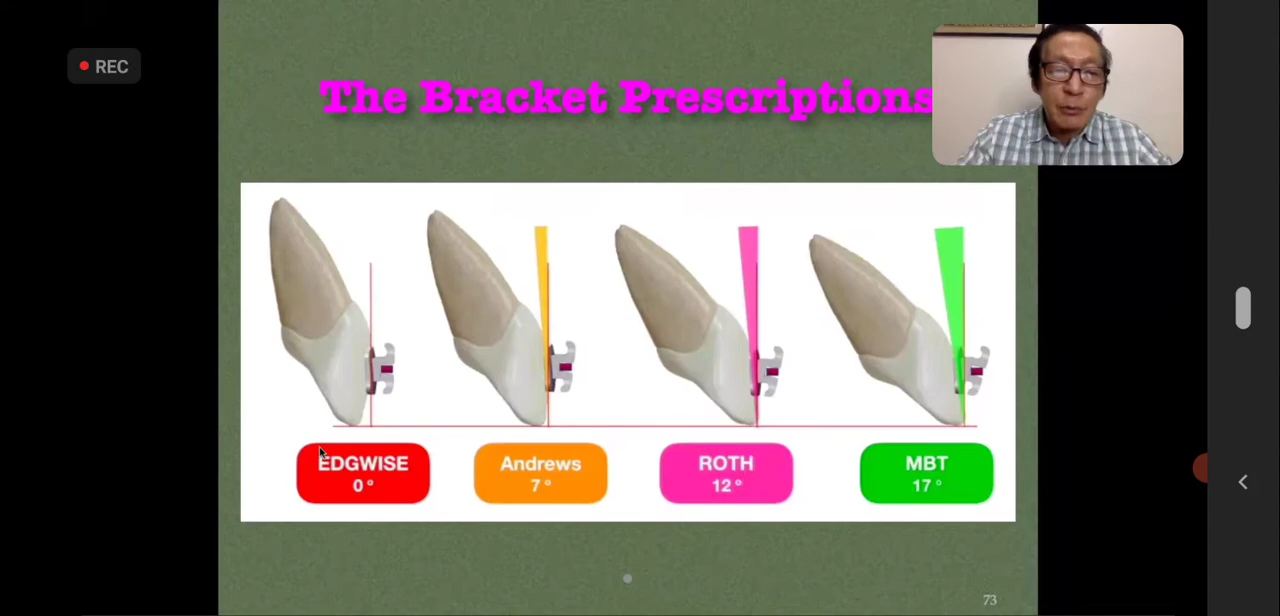 REC
The Bracket Prescriptions
EDGWISE
0 °
Andrews
7 °
ROTH
12 °
MBT
17 °
73